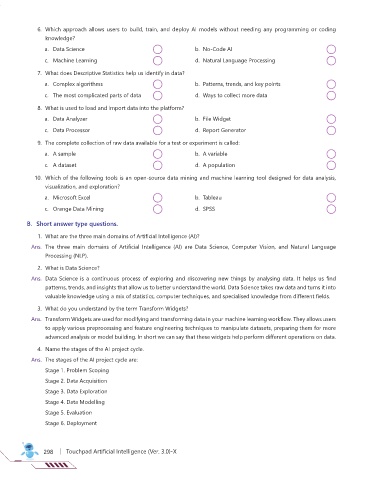 6. Which approach allows users to build, train, and deploy AI models without needing any programming or coding
knowledge?
a. Data Science b. No-Code AI
c. Machine Learning d. Natural Language Processing
7. What does Descriptive Statistics help us identify in data?
a. Complex algorithms b. Patterns, trends, and key points
c. The most complicated parts of data d. Ways to collect more data
8. What is used to load and import data into the platform?
a. Data Analyzer b. File Widget
c. Data Processor d. Report Generator
9. The complete collection of raw data available for a test or experiment is called:
a. A sample b. A variable
c. A dataset d. A population
10. Which of the following tools is an open-source data mining and machine learning tool designed for data analysis,
visualization, and exploration?
a. Microsoft Excel b. Tableau
c. Orange Data Mining d. SPSS
B. Short answer type questions.
1. What are the three main domains of Artificial Intelligence (AI)?
Ans. The three main domains of Artificial Intelligence (AI) are Data Science, Computer Vision, and Natural Language
Processing (NLP).
2. What is Data Science?
Ans. Data Science is a continuous process of exploring and discovering new things by analysing data. It helps us find
patterns, trends, and insights that allow us to better understand the world. Data Science takes raw data and turns it into
valuable knowledge using a mix of statistics, computer techniques, and specialised knowledge from different fields.
3. What do you understand by the term Transform Widgets?
Ans. Transform Widgets are used for modifying and transforming data in your machine learning workflow. They allows users
to apply various preprocessing and feature engineering techniques to manipulate datasets, preparing them for more
advanced analysis or model building. In short we can say that these widgets help perform different operations on data.
4. Name the stages of the AI project cycle.
Ans. The stages of the AI project cycle are:
Stage 1. Problem Scoping
Stage 2. Data Acquisition
Stage 3. Data Exploration
Stage 4. Data Modelling
Stage 5. Evaluation
Stage 6. Deployment
298 | Touchpad Artificial Intelligence (Ver. 3.0)-X